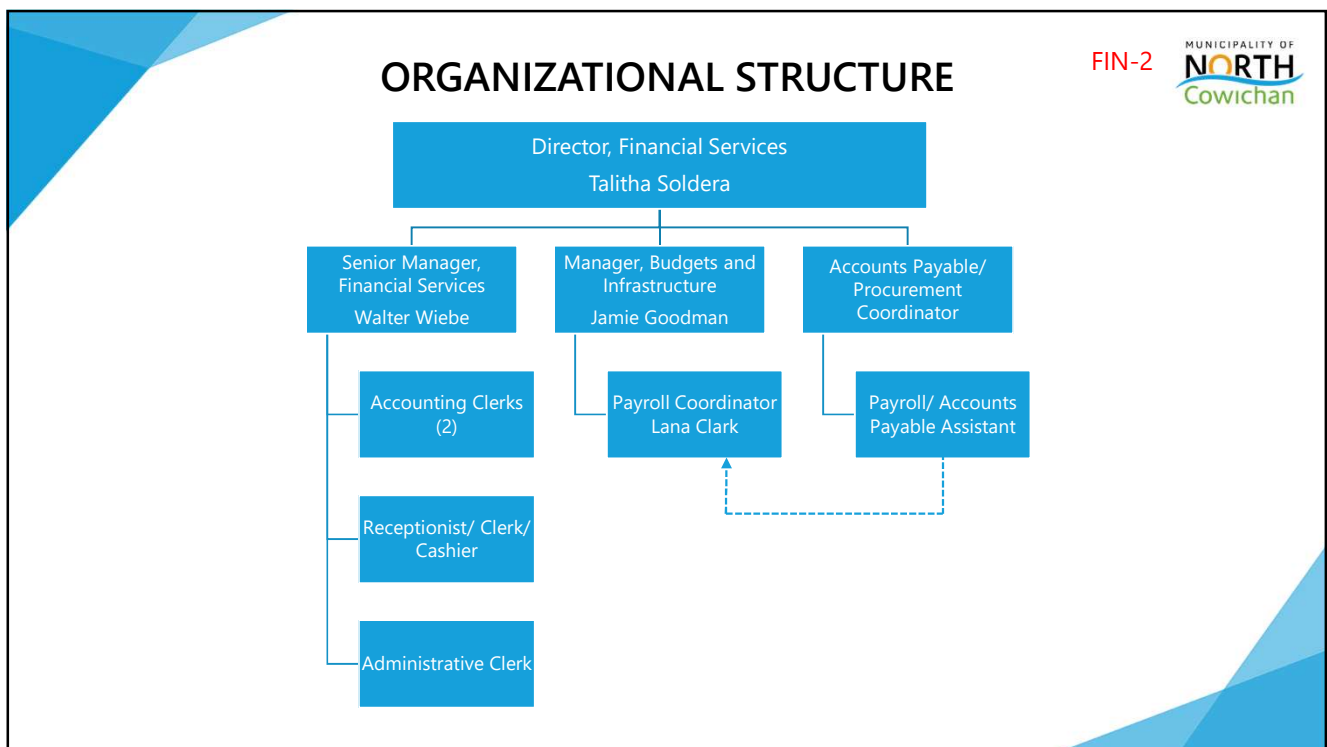 ORGANIZATIONAL STRUCTURE
FIN-2
MUNICIPALITY OF
NORTH
Cowichan
Director, Financial Services
Talitha Soldera
Senior Manager,
Financial Services
Walter Wiebe
Manager, Budgets and
Infrastructure
Jamie Goodman
Accounts Payable/
Procurement
Coordinator
Accounting Clerks
(2)
Payroll Coordinator
Lana Clark
Payroll/ Accounts
Payable Assistant
Receptionist/ Clerk/
Cashier
Administrative Clerk